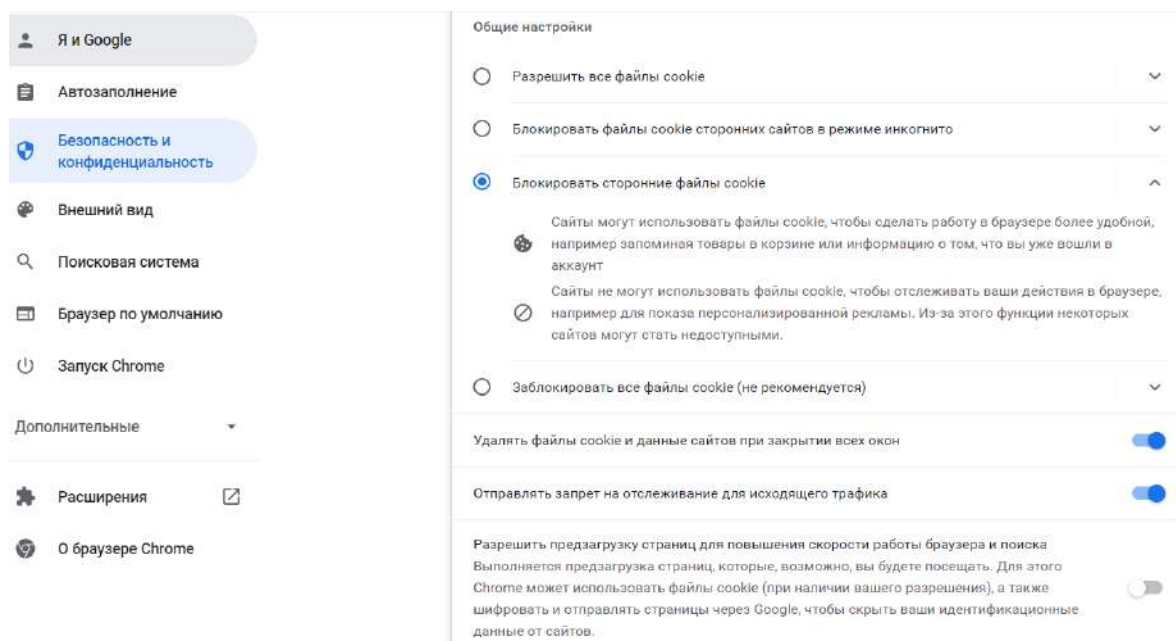 Я и Google
Автозаполнение
Безопасность и
конфиденциальность
Внешний вид
Поисковая система
Браузер по умолчанию
Запуск Chrome
Дополнительные
Расширения
О браузере Chrome
Общие настройки
Разрешить все файлы cookie
Блокировать файлы cookie сторонних сайтов в режиме инкогнито
Блокировать сторонние файлы cookie
Сайты могут использовать файлы cookie, чтобы сделать работу в браузере более удобной,
например запоминая товары в корзине или информацию о том, что вы уже вошли в
аккаунт
Сайты не могут использовать файлы cookie, чтобы отслеживать ваши действия в браузере,
например для показа персонализированной рекламы. Из-за этого функции некоторых
сайтов могут стать недоступными.
Заблокировать все файлы cookie (не рекомендуется)
Удалять файлы cookie и данные сайтов при закрытии всех окон
Отправлять запрет на отслеживание для исходящего трафика
Разрешить предзагрузку страниц для повышения скорости работы браузера и поиска
Выполняется предзагрузка страниц, которые, возможно, вы будете посещать. Для этого
Chrome может использовать файлы cookie (при наличии вашего разрешения), а также
шифровать и отправлять страницы через Google, чтобы скрыть ваши идентификационные
данные от сайтов.